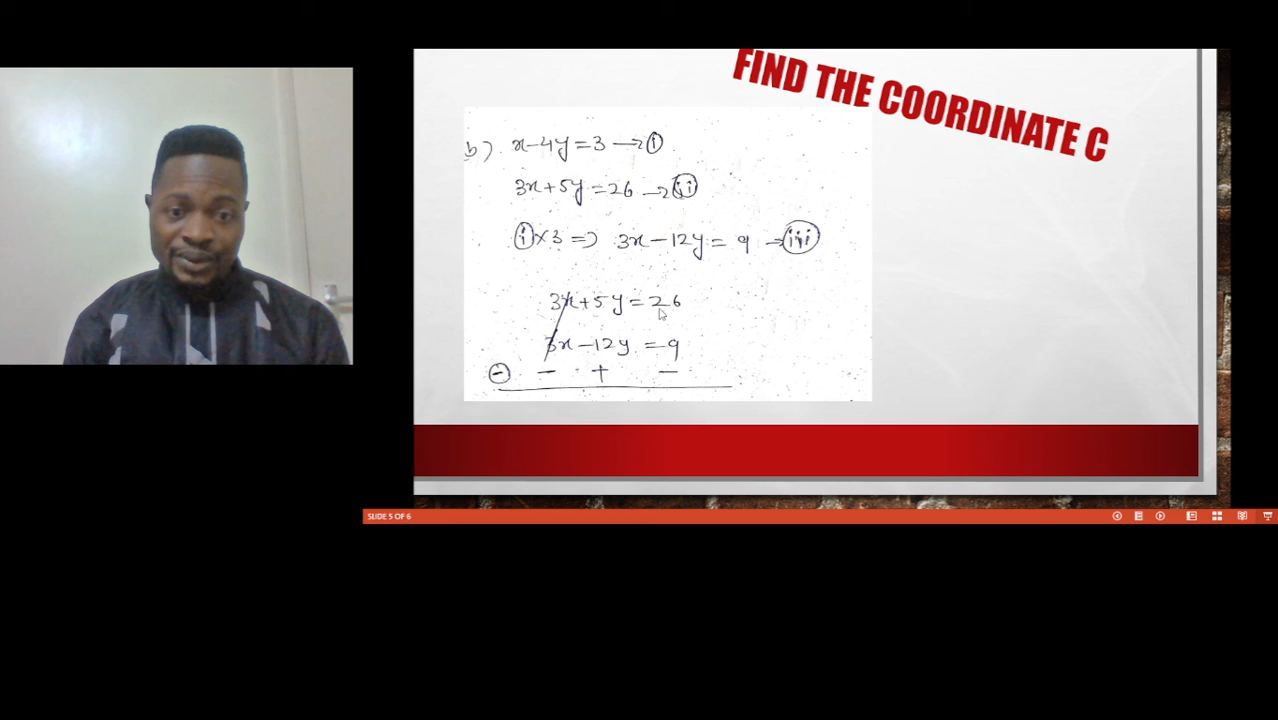 FIND THE COORDINATE C
b) x-4y=3 → (i)
3x+5y=26 → (ii)
(i)×3 ⇒ 3x-12y=9 → (iii)
3x+5y=26
3x-12y=9
(-) - + -
SLIDE 5 OF 6